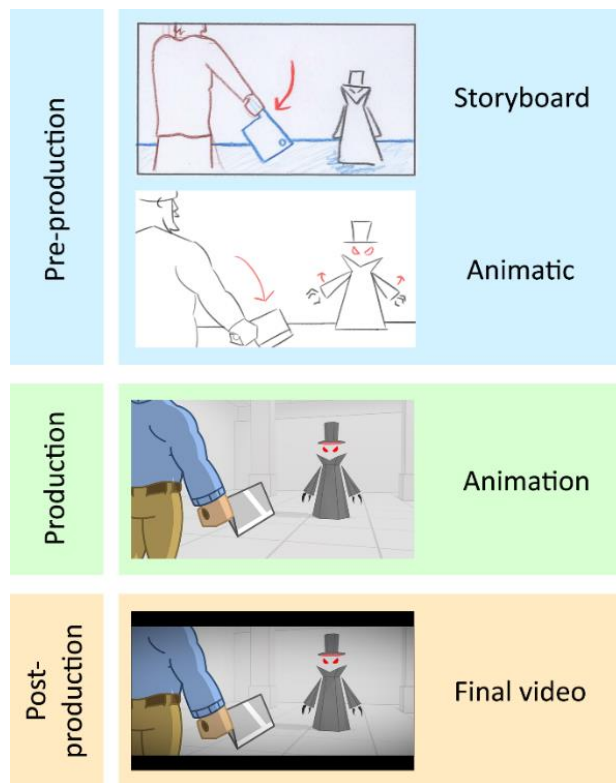 Pre-production
Storyboard
Animatic
Production
Animation
Post-
production
Final video